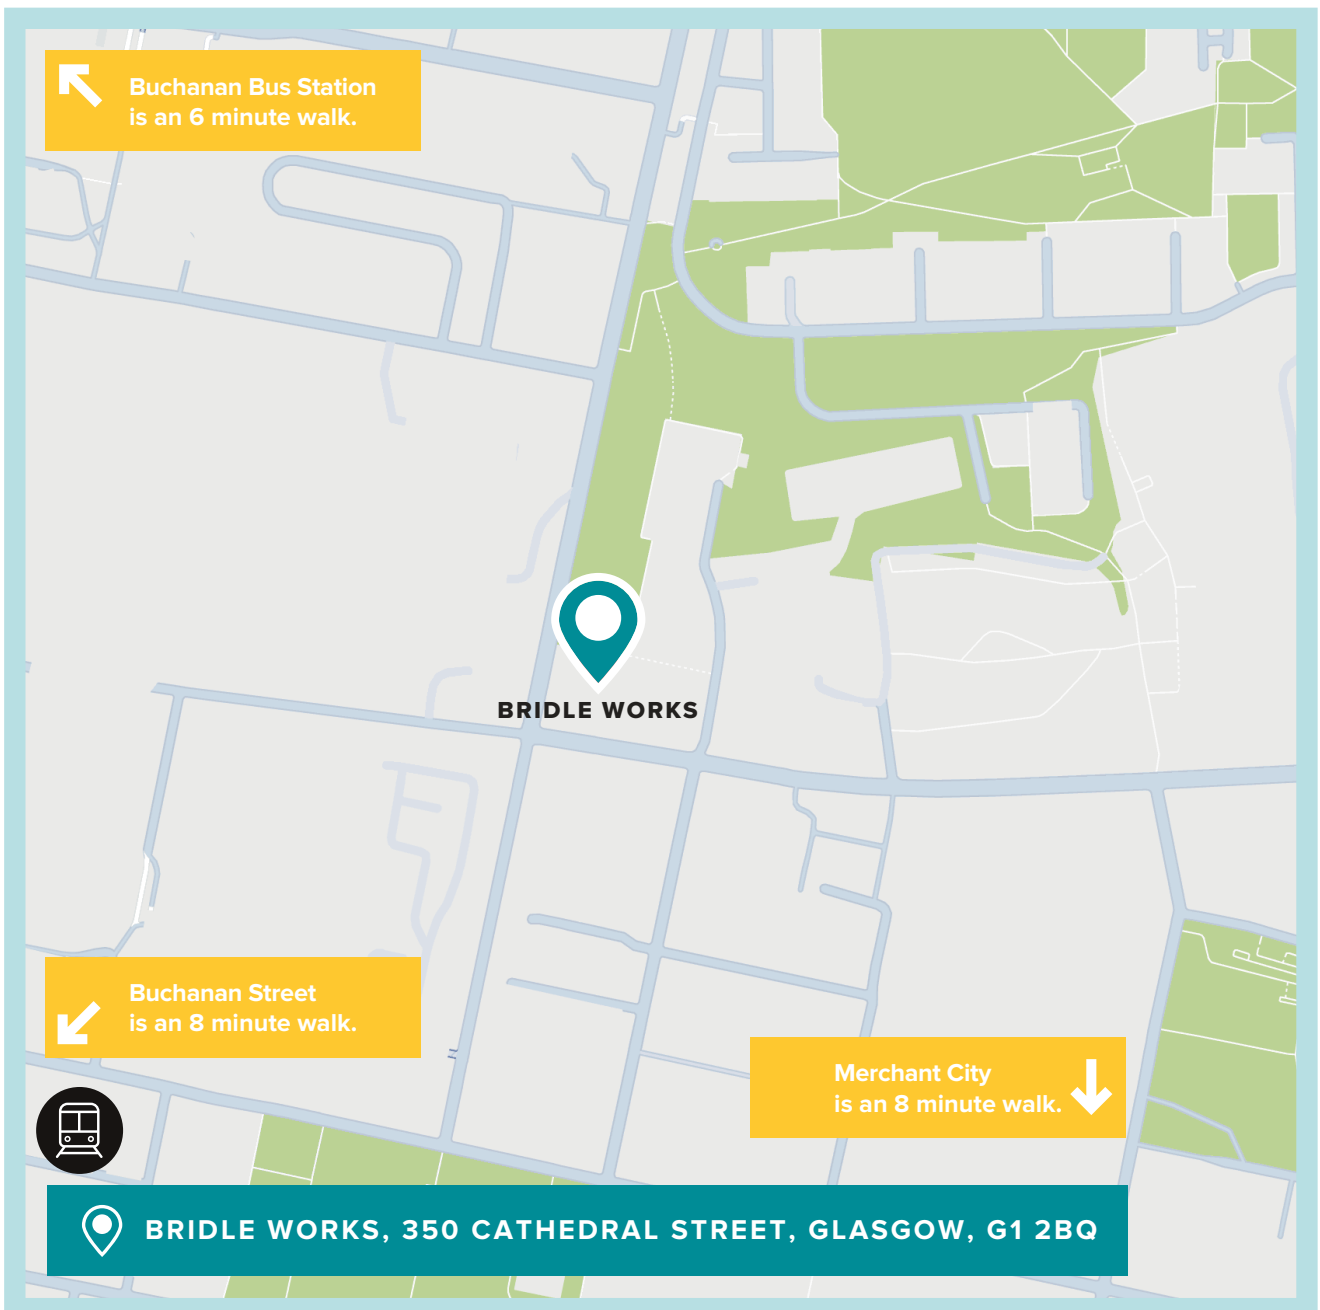 Buchanan Bus Station
is an 6 minute walk.
BRIDLE WORKS
Buchanan Street
is an 8 minute walk.
Merchant City
is an 8 minute walk.
BRIDLE WORKS, 350 CATHEDRAL STREET, GLASGOW, G1 2BQ